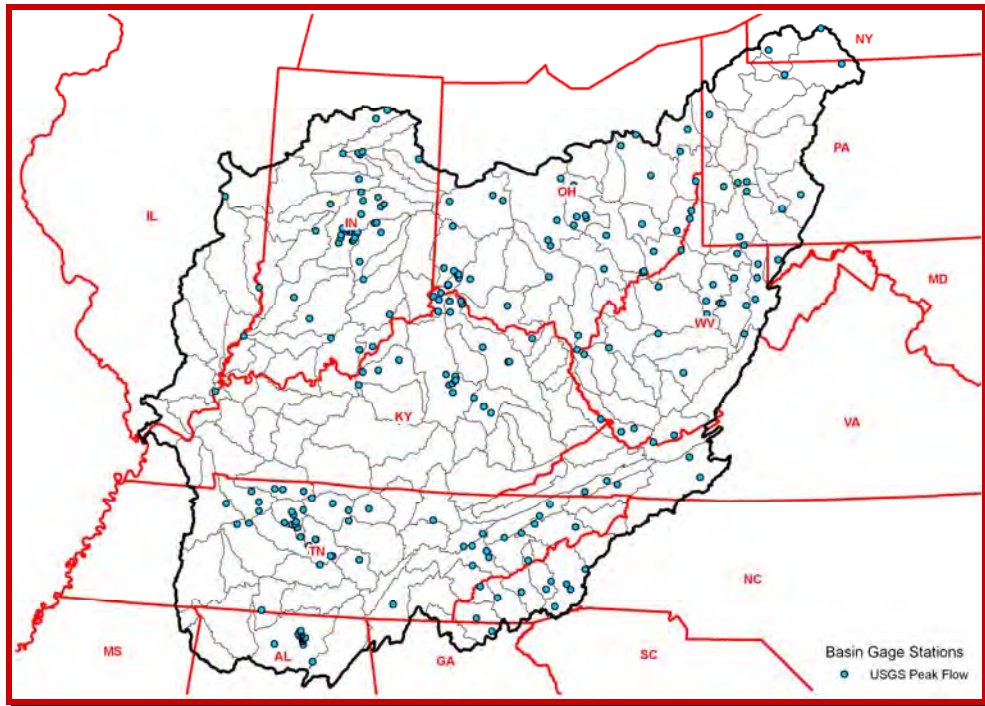 NY
PA
OH
IL
IN
MD
WV
KY
VA
TN
NC
MS
AL
GA
SC
Basin Gage Stations
USGS Peak Flow